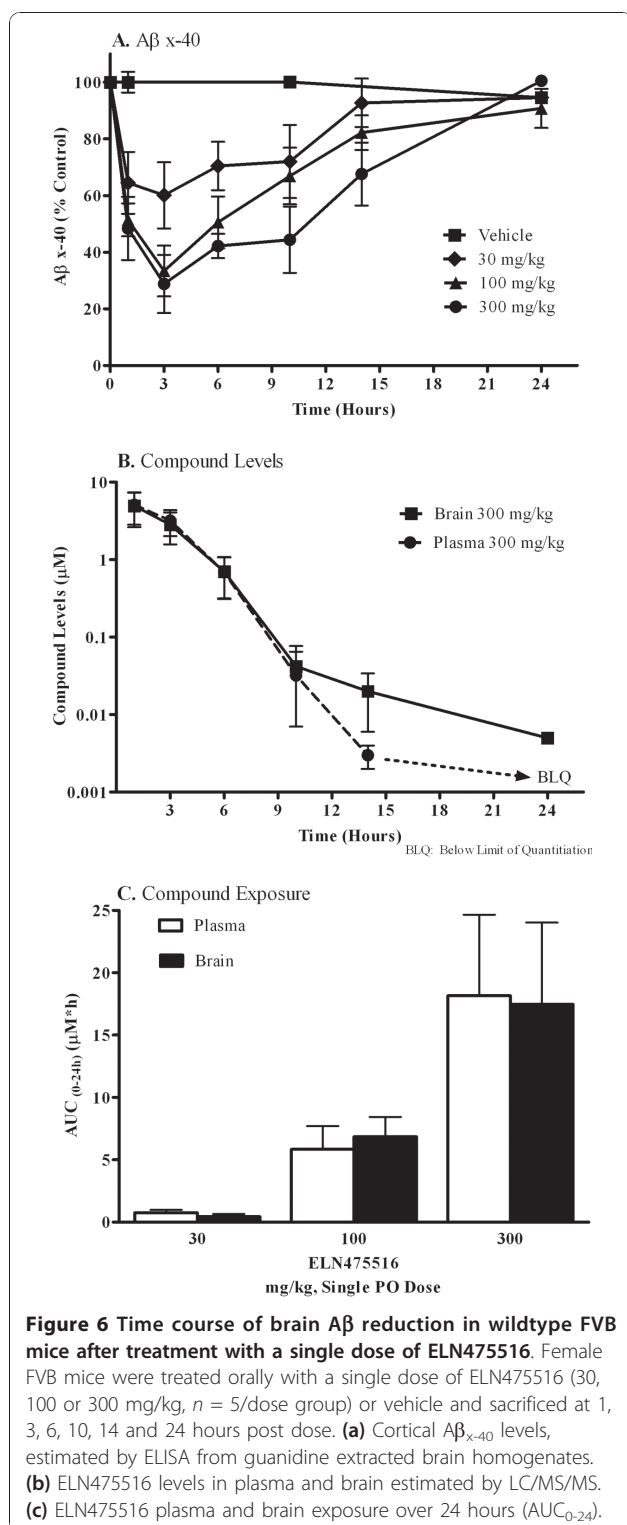 A. Aβ x-40
Aβ x-40 (% Control)
100
80
60
40
20
0
Vehicle
30 mg/kg
100 mg/kg
300 mg/kg
0 3 6 9 12 15 18 21 24
Time (Hours)
B. Compound Levels
Compound Levels (μM)
10
1
0.1
0.01
0.001
Brain 300 mg/kg
Plasma 300 mg/kg
BLQ
3 6 9 12 15 18 21 24
Time (Hours)
BLQ: Below Limit of Quantitiation
C. Compound Exposure
AUC (0-24h) (μM*h)
25
20
15
10
5
0
Plasma
Brain
30 100 300
ELN475516
mg/kg, Single PO Dose
Figure 6 Time course of brain Aβ reduction in wildtype FVB
mice after treatment with a single dose of ELN475516. Female
FVB mice were treated orally with a single dose of ELN475516 (30,
100 or 300 mg/kg, n = 5/dose group) or vehicle and sacrificed at 1,
3, 6, 10, 14 and 24 hours post dose. (a) Cortical Aβx-40 levels,
estimated by ELISA from guanidine extracted brain homogenates.
(b) ELN475516 levels in plasma and brain estimated by LC/MS/MS.
(c) ELN475516 plasma and brain exposure over 24 hours (AUC0-24).